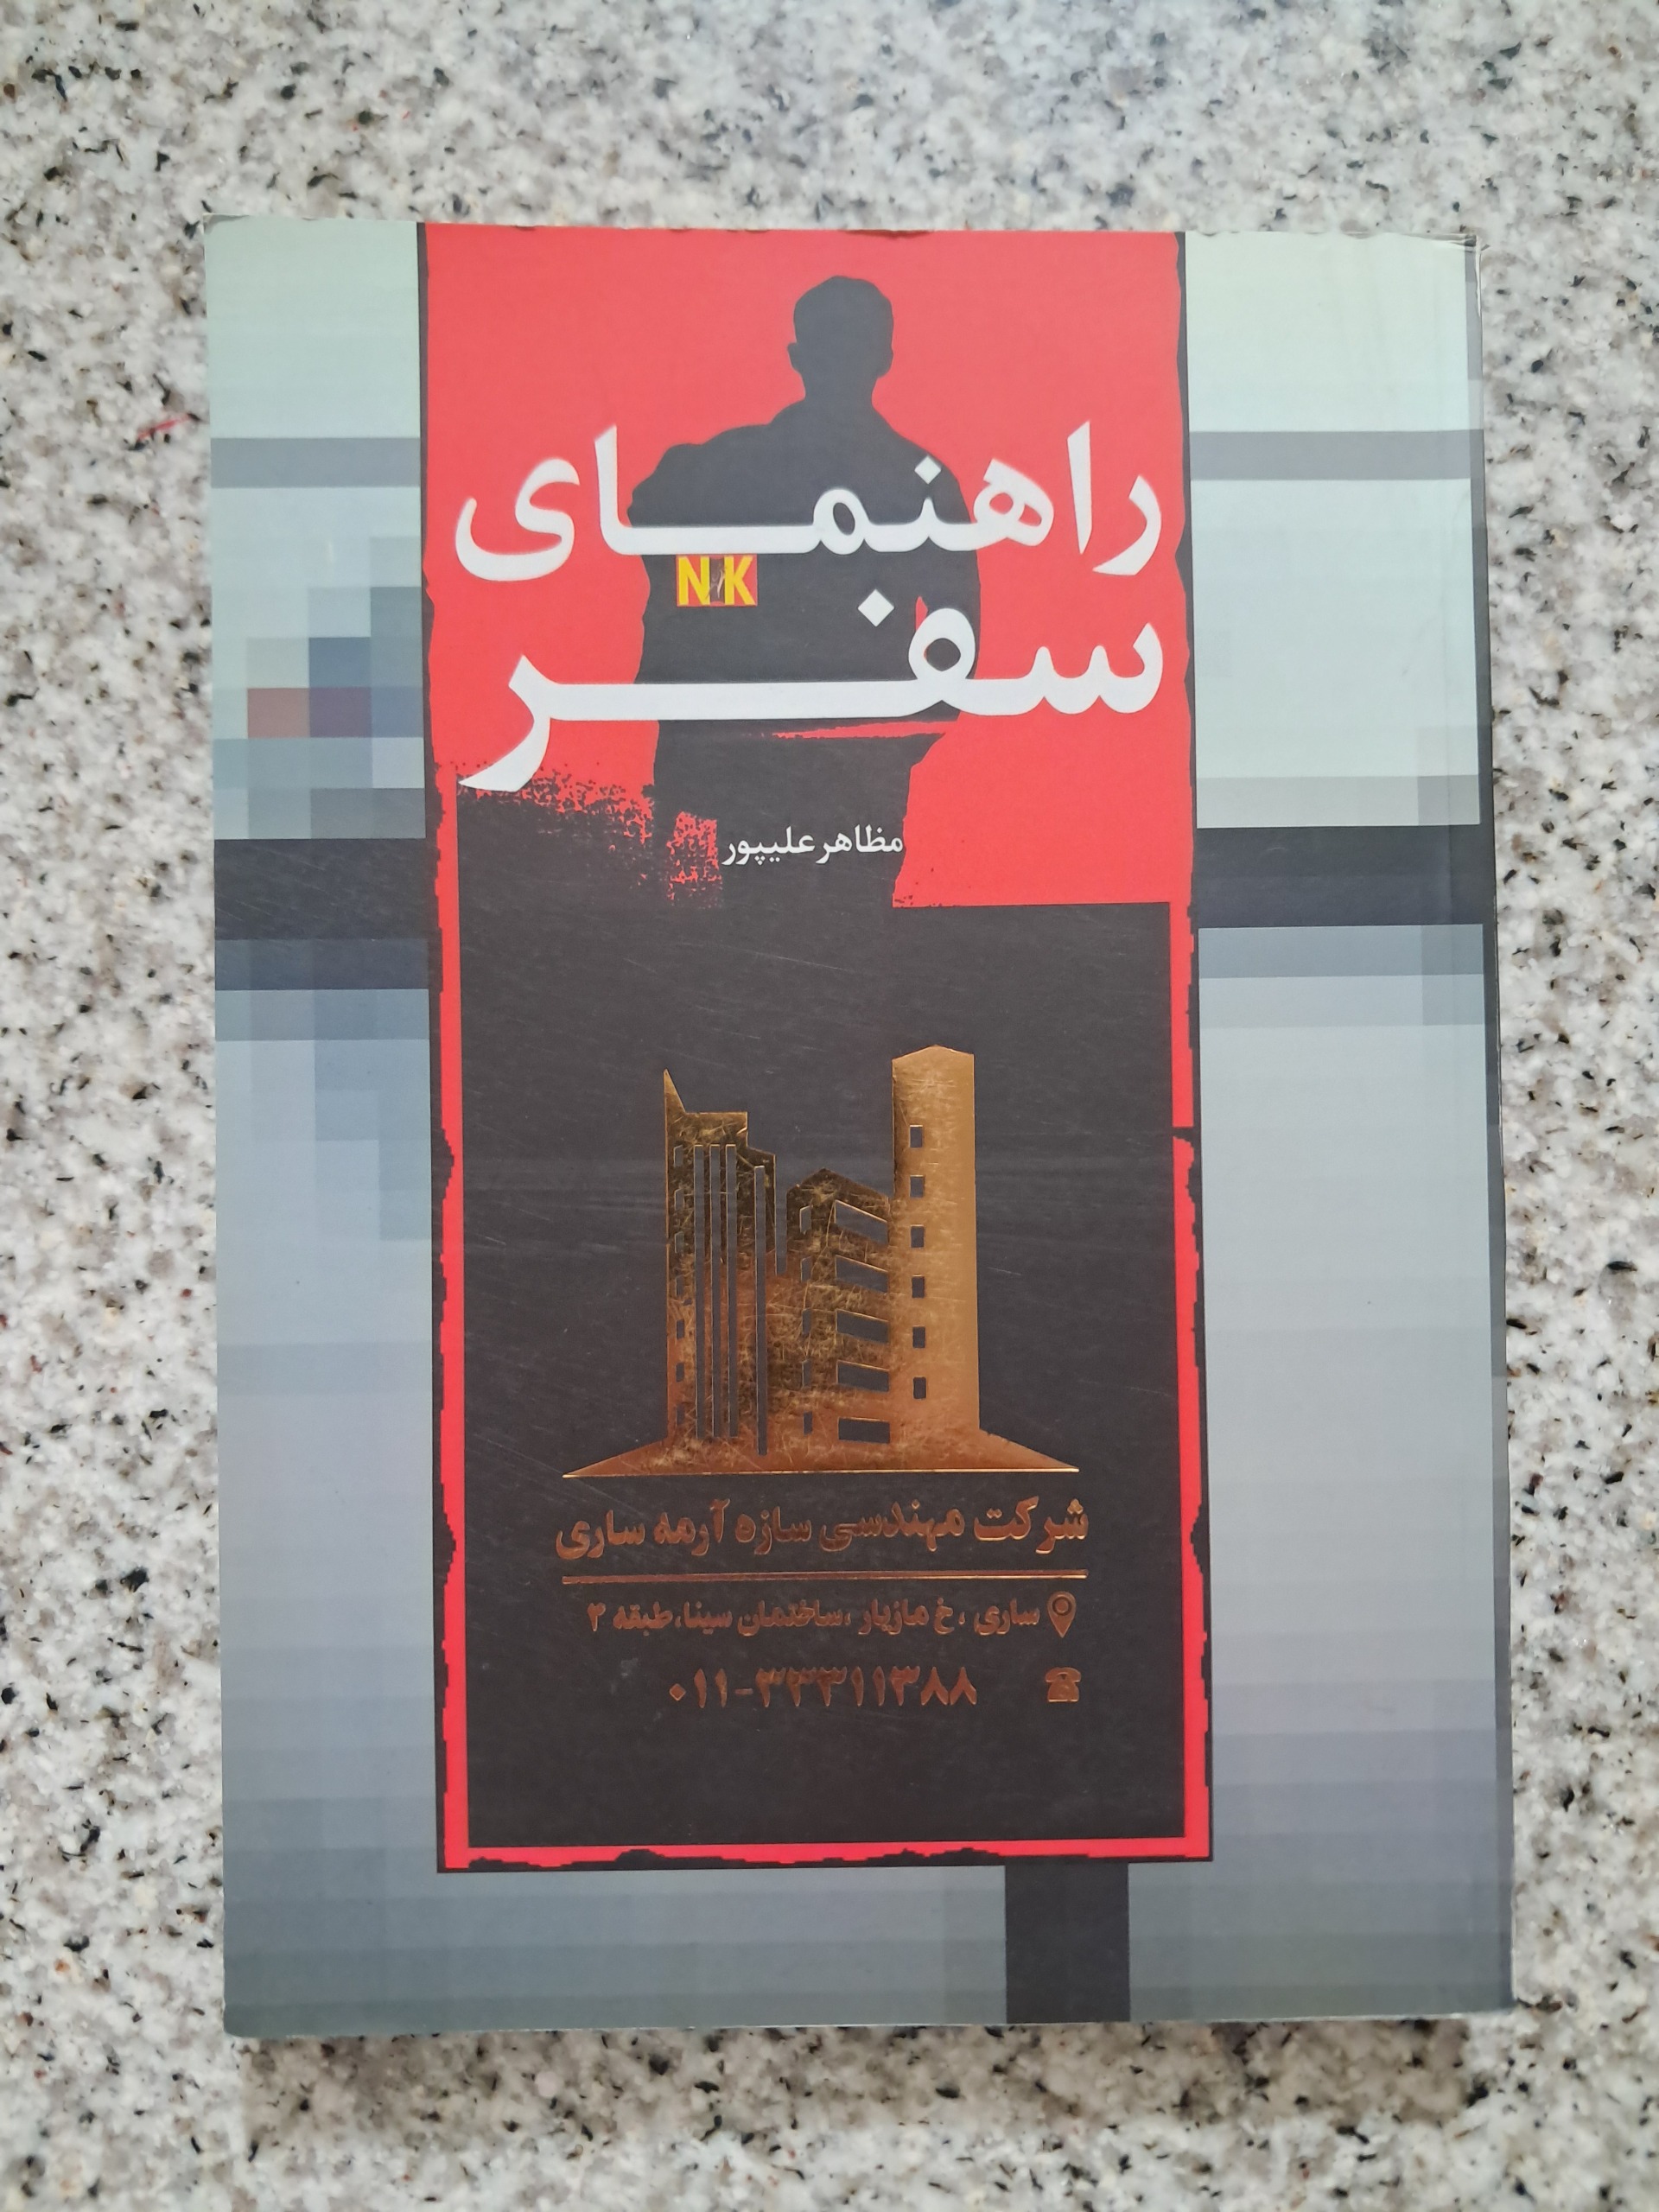 راهنمای
NK
سفر
مظاهر علیپور
شرکت مهندسی سازه آرمه ساری
ساری ، خ مازیار ،ساختمان سینا، طبقه ۳
۰۱۱-۳۳۳۱۱۳۸۸